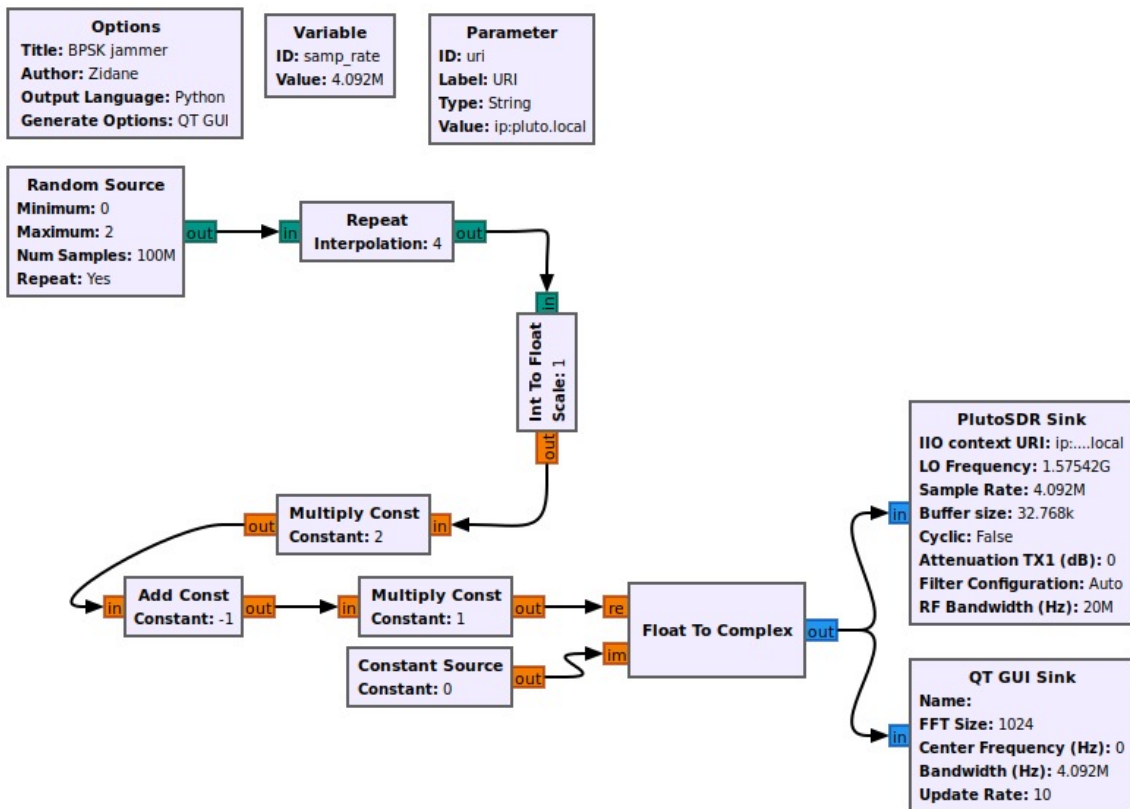 Options
Title: BPSK jammer
Author: Zidane
Output Language: Python
Generate Options: QT GUI
Variable
ID: samp_rate
Value: 4.092M
Parameter
ID: uri
Label: URI
Type: String
Value: ip:pluto.local
Random Source
Minimum: 0
Maximum: 2
Num Samples: 100M
Repeat: Yes
out
in
Repeat
Interpolation: 4
out
in
Int To Float
Scale: 1
out
in
Multiply Const
Constant: 2
out
in
Add Const
Constant: -1
out
in
Multiply Const
Constant: 1
out
Constant Source
Constant: 0
out
re
im
Float To Complex
out
in
PlutoSDR Sink
IIO context URI: ip:....local
LO Frequency: 1.57542G
Sample Rate: 4.092M
Buffer size: 32.768k
Cyclic: False
Attenuation TX1 (dB): 0
Filter Configuration: Auto
RF Bandwidth (Hz): 20M
in
QT GUI Sink
Name:
FFT Size: 1024
Center Frequency (Hz): 0
Bandwidth (Hz): 4.092M
Update Rate: 10